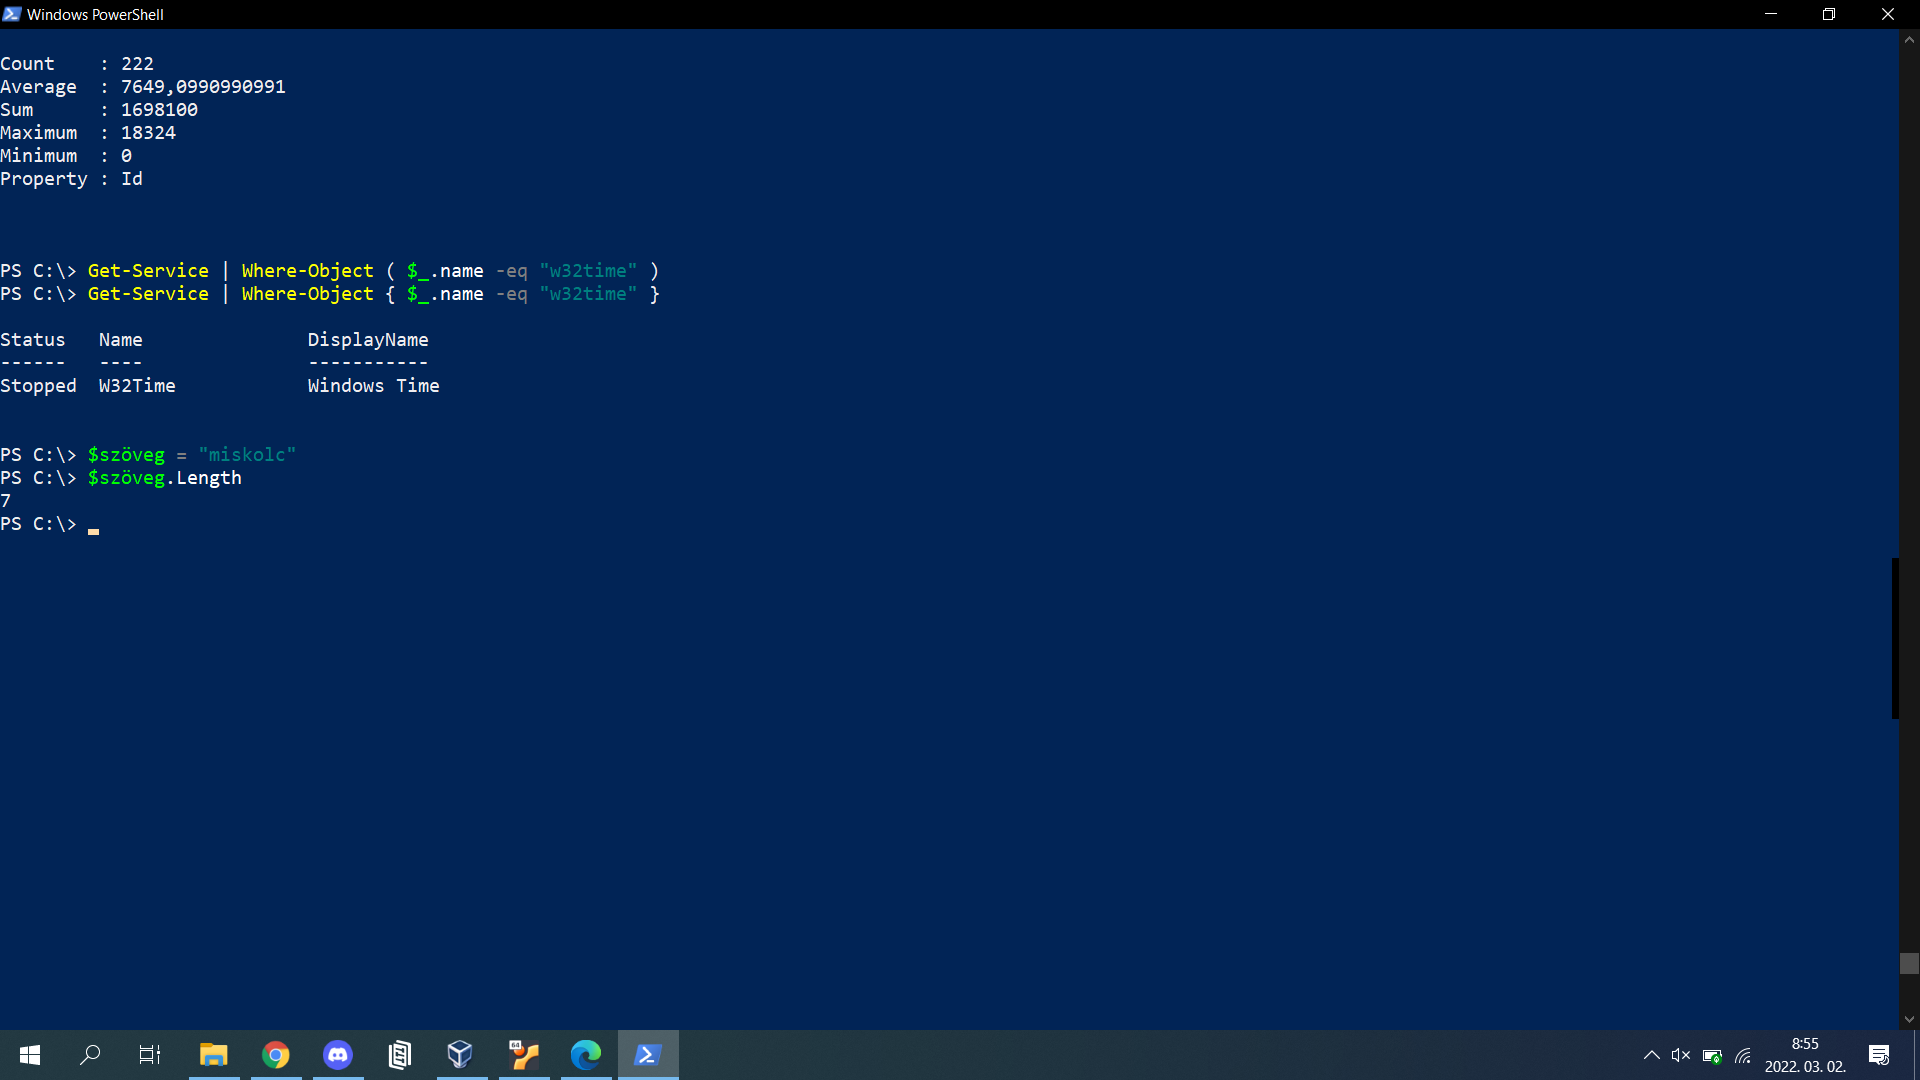 Windows PowerShell
Count    : 222
Average  : 7649,0990990991
Sum      : 1698100
Maximum  : 18324
Minimum  : 0
Property : Id
PS C:\> Get-Service | Where-Object ( $_.name -eq "w32time" )
PS C:\> Get-Service | Where-Object { $_.name -eq "w32time" }
Status   Name               DisplayName
------   ----               -----------
Stopped  W32Time            Windows Time
PS C:\> $szöveg = "miskolc"
PS C:\> $szöveg.Length
7
PS C:\>
64
8:55
2022. 03. 02.